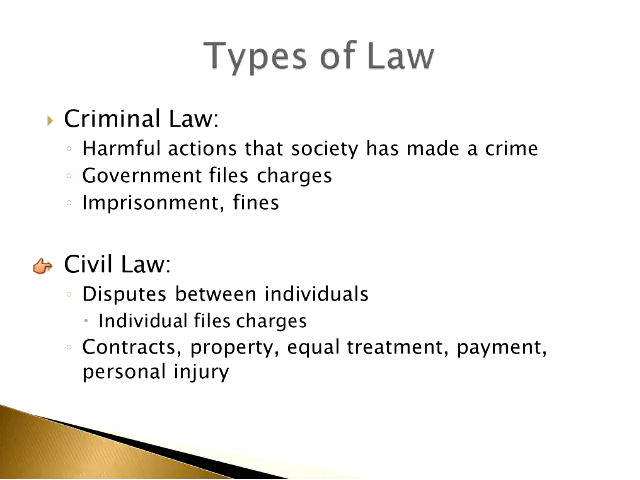 Types of Law
Criminal Law:
Harmful actions that society has made a crime
Government files charges
Imprisonment, fines
Civil Law:
Disputes between individuals
Individual files charges
Contracts, property, equal treatment, payment,
personal injury